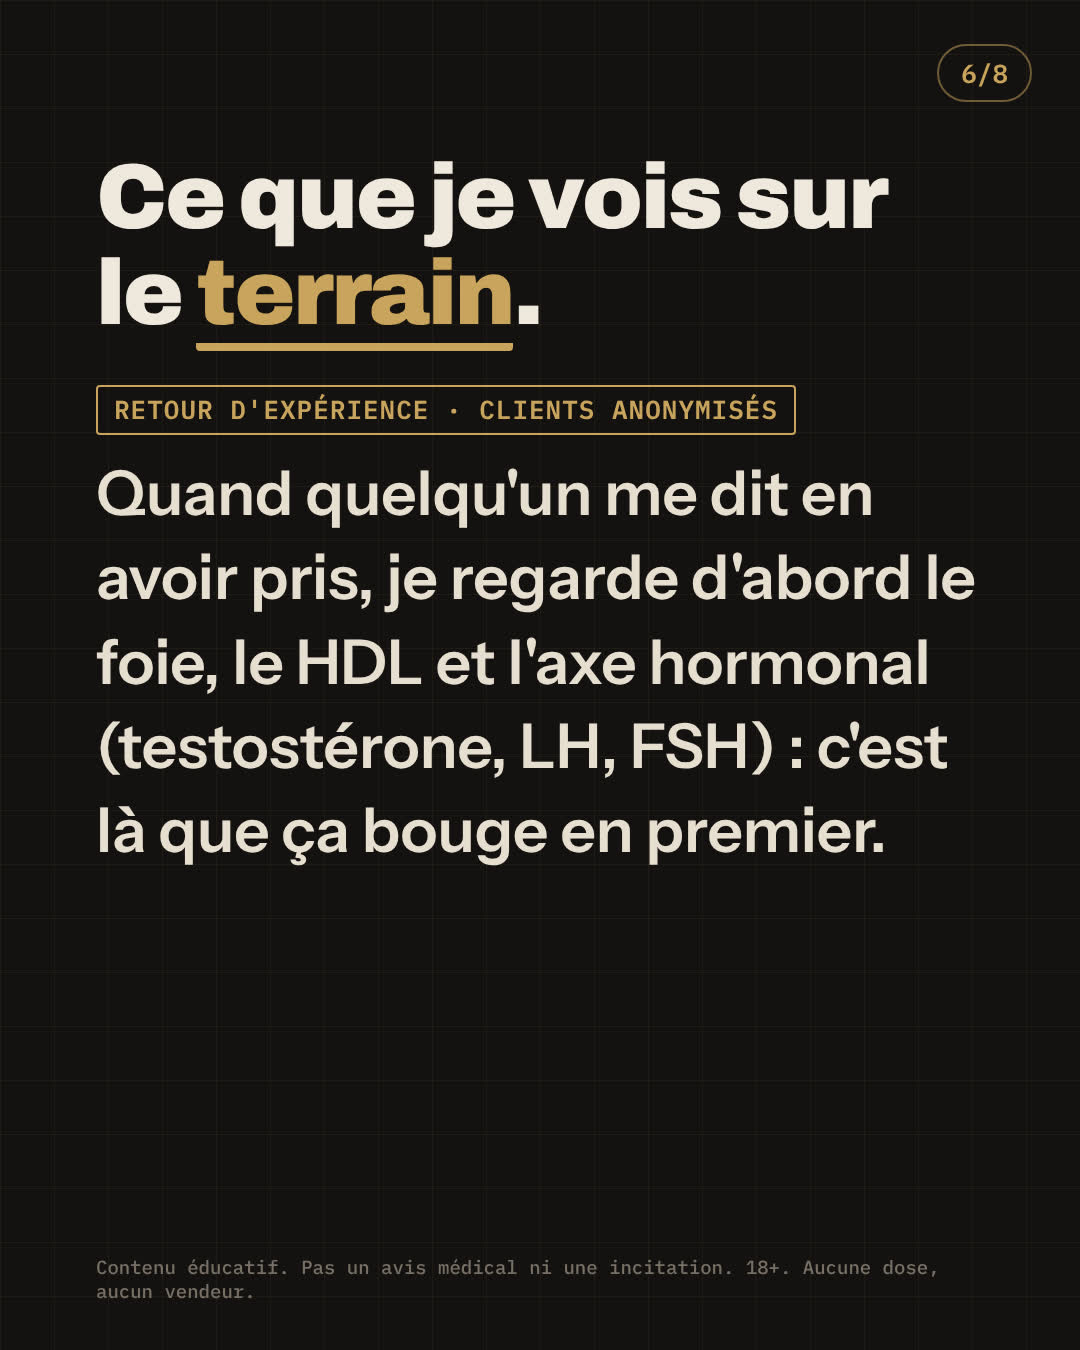 6/8
Ce que je vois sur
le terrain.
RETOUR D'EXPÉRIENCE · CLIENTS ANONYMISÉS
Quand quelqu'un me dit en
avoir pris, je regarde d'abord le
foie, le HDL et l'axe hormonal
(testostérone, LH, FSH) : c'est
là que ça bouge en premier.
Contenu éducatif. Pas un avis médical ni une incitation. 18+. Aucune dose,
aucun vendeur.